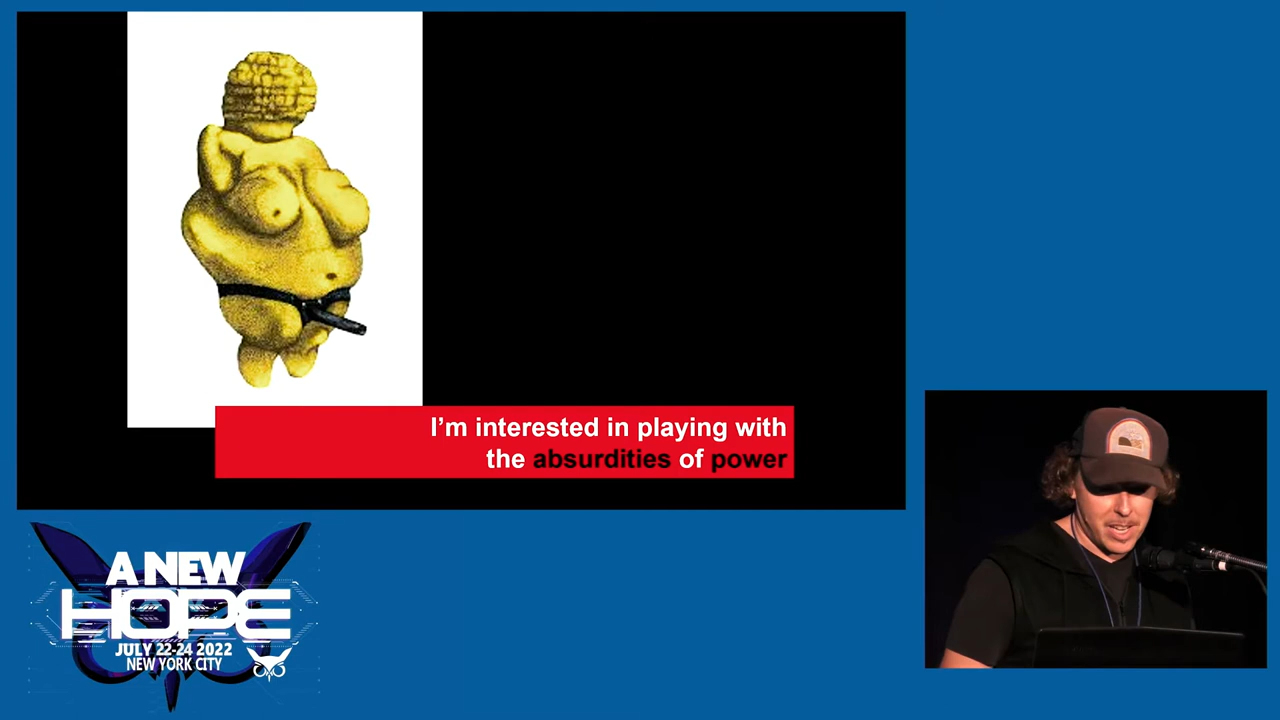 I'm interested in playing with
the absurdities of power
A NEW
HOPE
JULY 22-24 2022
NEW YORK CITY